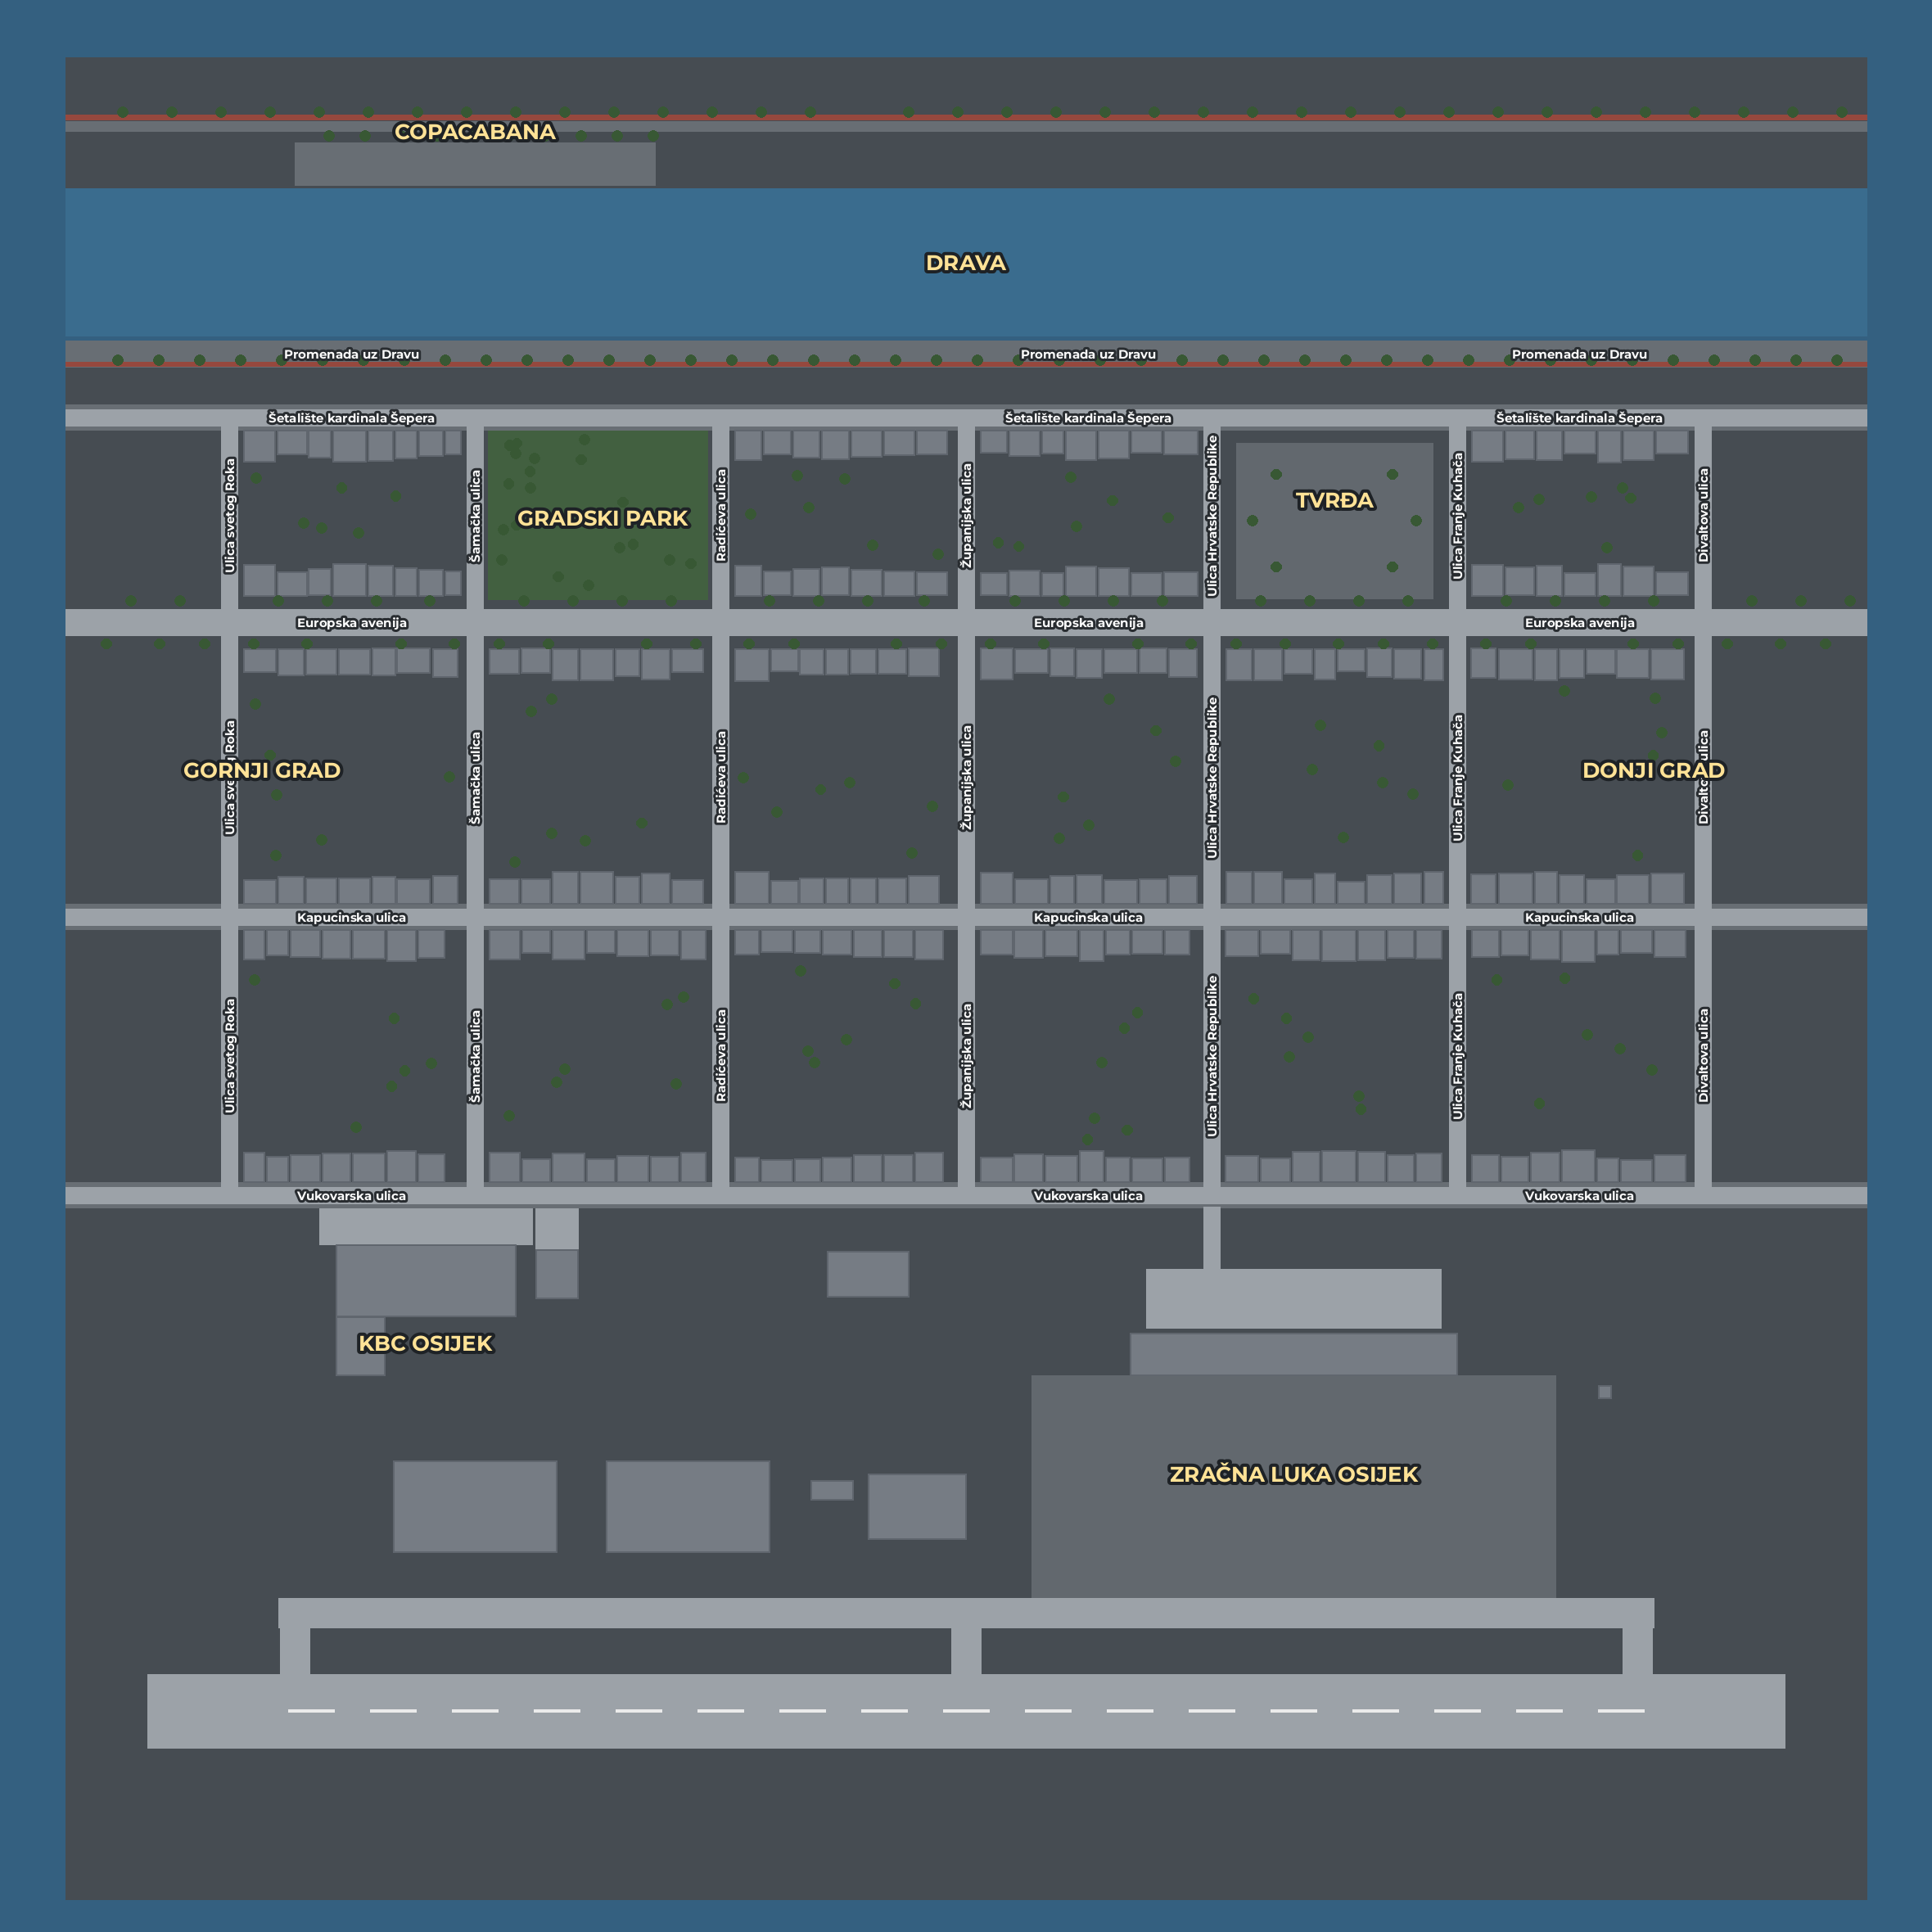 COPACABANA
DRAVA
Promenada uz Dravu
Promenada uz Dravu
Promenada uz Dravu
Šetalište kardinala Šepera
Šetalište kardinala Šepera
Šetalište kardinala Šepera
Ulica svetog Roka
Šamačka ulica
GRADSKI PARK
Radićeva ulica
Županijska ulica
Ulica Hrvatske Republike
TVRĐA
Ulica Franje Kuhača
Divaltova ulica
Europska avenija
Europska avenija
Europska avenija
GORNJI GRAD
Ulica svetog Roka
Šamačka ulica
Radićeva ulica
Županijska ulica
Ulica Hrvatske Republike
Ulica Franje Kuhača
DONJI GRAD
Divaltova ulica
Kapucinska ulica
Kapucinska ulica
Kapucinska ulica
Ulica svetog Roka
Šamačka ulica
Radićeva ulica
Županijska ulica
Ulica Hrvatske Republike
Ulica Franje Kuhača
Divaltova ulica
Vukovarska ulica
Vukovarska ulica
Vukovarska ulica
KBC OSIJEK
ZRAČNA LUKA OSIJEK